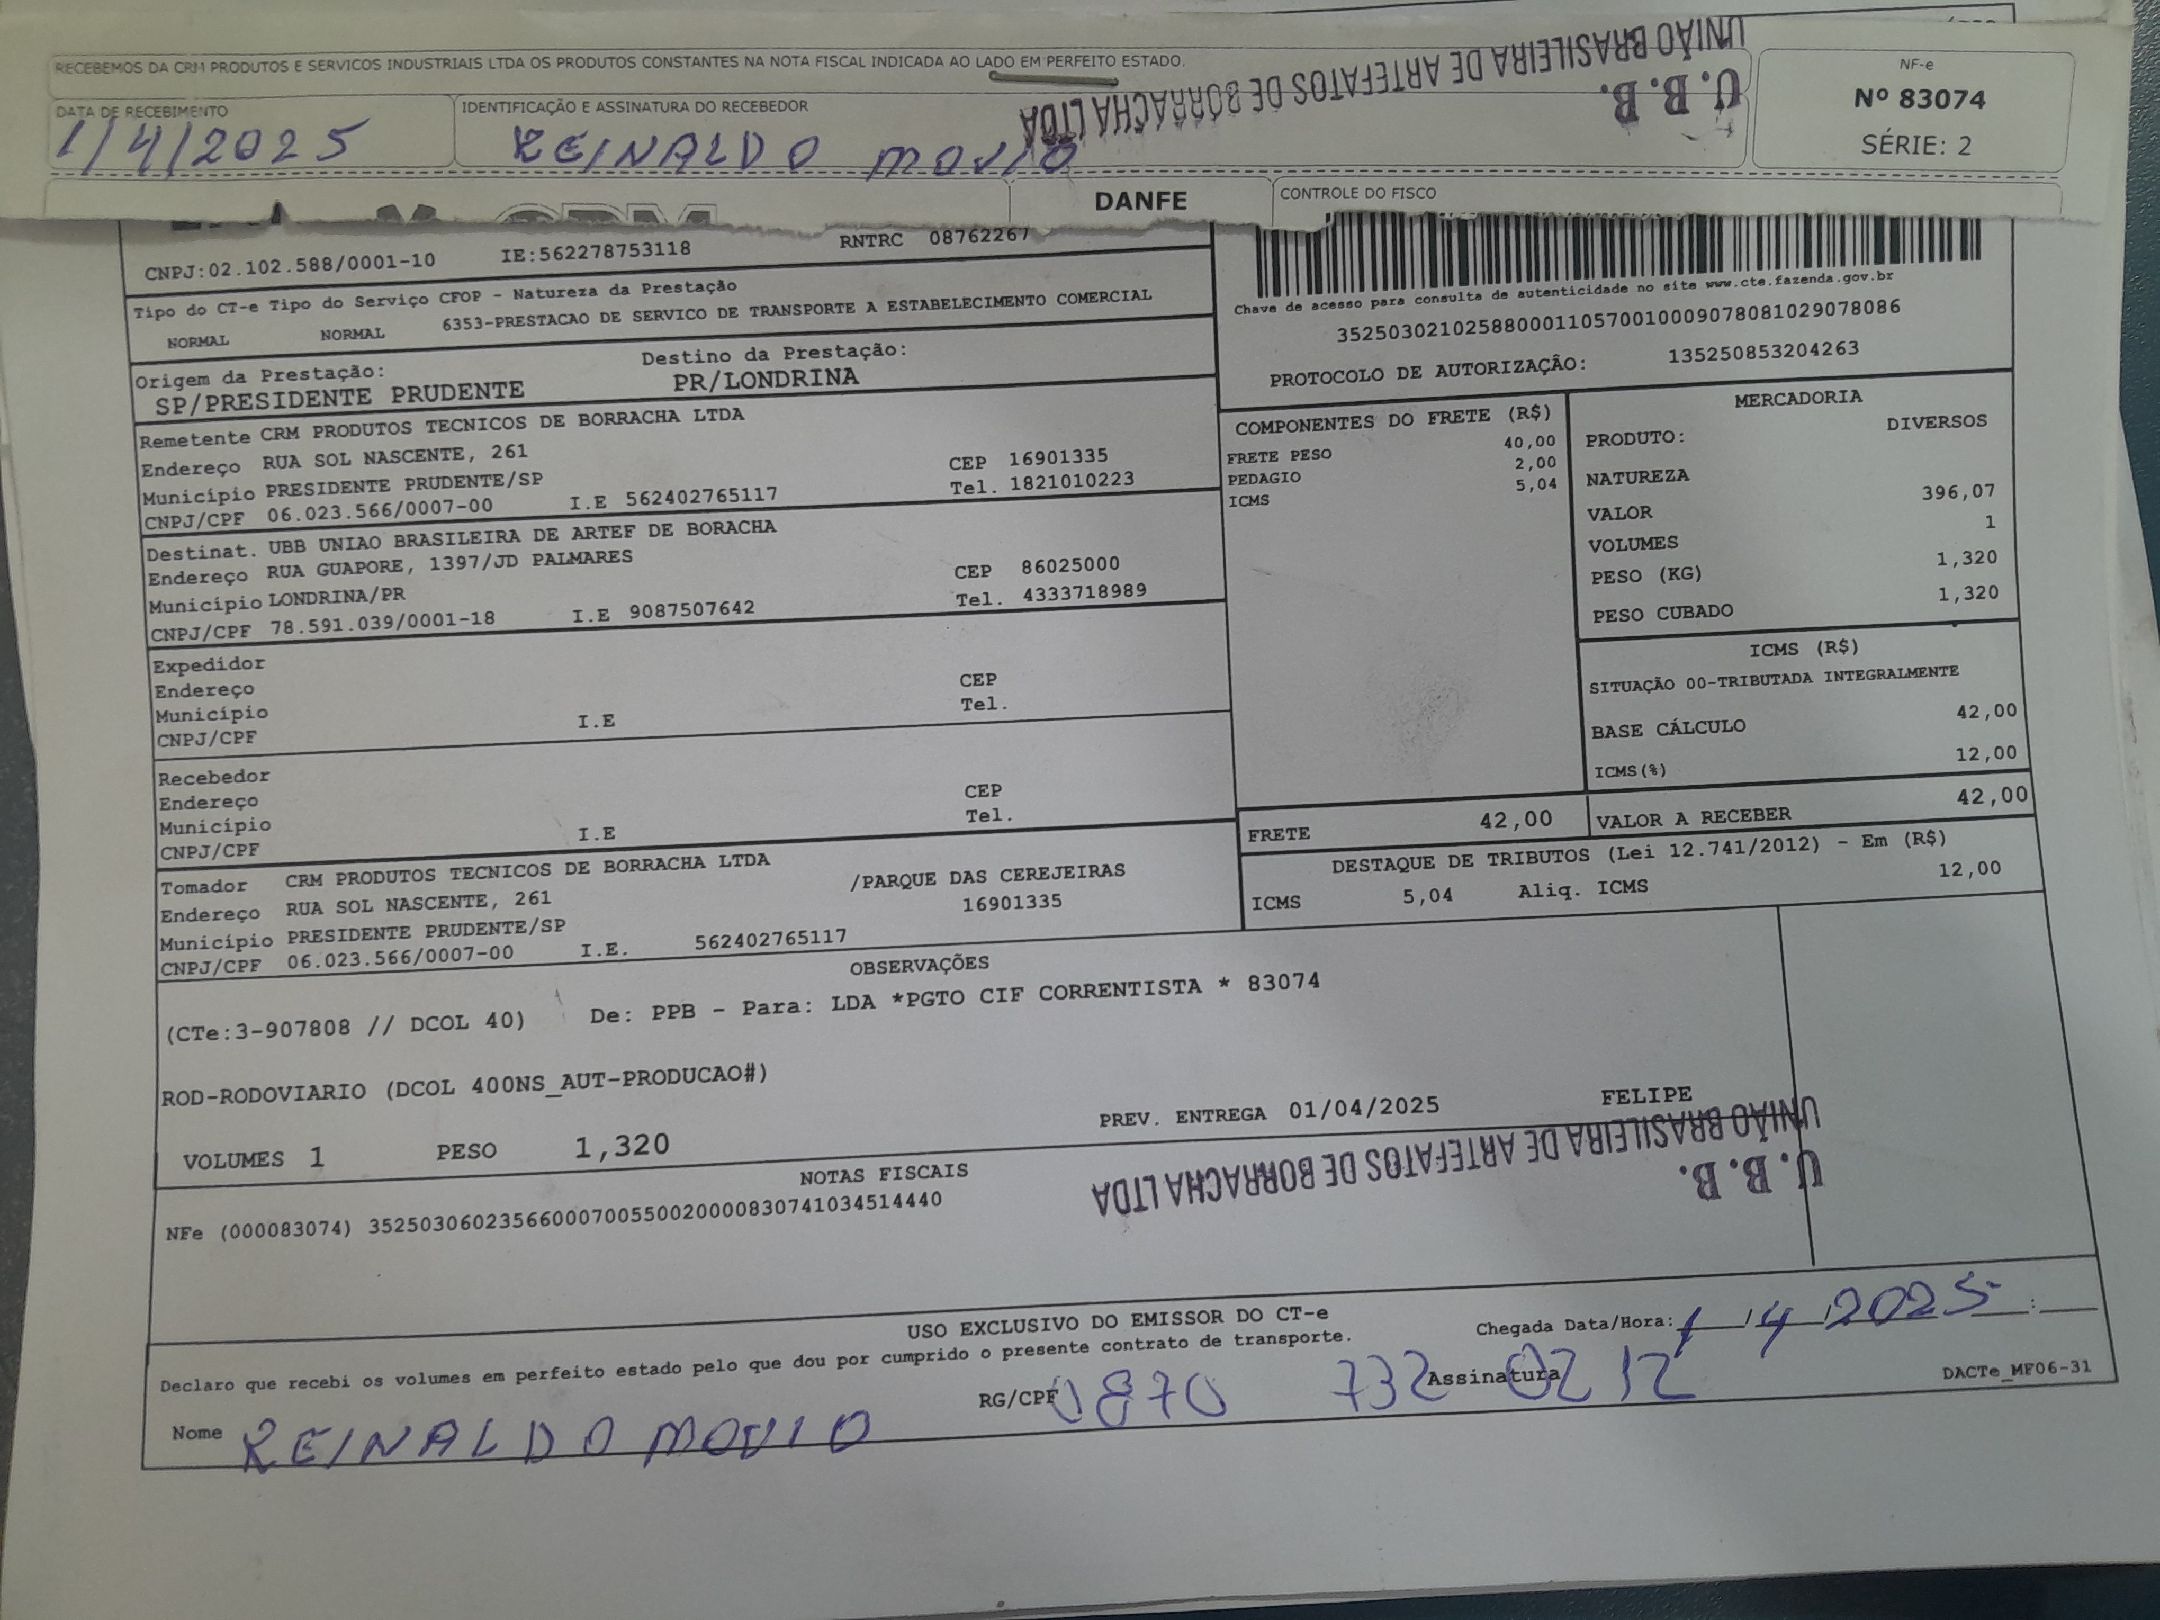 RECEBEMOS DA CRM PRODUTOS E SERVICOS INDUSTRIAIS LTDA OS PRODUTOS CONSTANTES NA NOTA FISCAL INDICADA AO LADO EM PERFEITO ESTADO.
DATA DE RECEBIMENTO
1/4/2025
IDENTIFICAÇÃO E ASSINATURA DO RECEBEDOR
REINALDO MOVIO
U. B. B.
UNIÃO BRASILEIRA DE ARTEFATOS DE BORRACHA LTDA
NF-e
Nº 83074
SÉRIE: 2
DANFE
CONTROLE DO FISCO
CNPJ:02.102.588/0001-10 IE:562278753118 RNTRC 08762267
Tipo do CT-e Tipo do Serviço CFOP - Natureza da Prestação
NORMAL NORMAL 6353-PRESTACAO DE SERVICO DE TRANSPORTE A ESTABELECIMENTO COMERCIAL
Chave de acesso para consulta de autenticidade no site www.cte.fazenda.gov.br
35250302102588000110570010009078081029078086
PROTOCOLO DE AUTORIZAÇÃO: 135250853204263
Origem da Prestação: Destino da Prestação:
SP/PRESIDENTE PRUDENTE PR/LONDRINA
Remetente CRM PRODUTOS TECNICOS DE BORRACHA LTDA
Endereço RUA SOL NASCENTE, 261 CEP 16901335
Município PRESIDENTE PRUDENTE/SP Tel. 1821010223
CNPJ/CPF 06.023.566/0007-00 I.E 562402765117
Destinat. UBB UNIAO BRASILEIRA DE ARTEF DE BORACHA
Endereço RUA GUAPORE, 1397/JD PALMARES CEP 86025000
Município LONDRINA/PR Tel. 4333718989
CNPJ/CPF 78.591.039/0001-18 I.E 9087507642
Expedidor
Endereço CEP
Município Tel.
CNPJ/CPF I.E
Recebedor
Endereço CEP
Município Tel.
CNPJ/CPF I.E
Tomador CRM PRODUTOS TECNICOS DE BORRACHA LTDA
Endereço RUA SOL NASCENTE, 261 /PARQUE DAS CEREJEIRAS
Município PRESIDENTE PRUDENTE/SP 16901335
CNPJ/CPF 06.023.566/0007-00 I.E. 562402765117
COMPONENTES DO FRETE (R$)
FRETE PESO 40,00
PEDAGIO 2,00
ICMS 5,04
MERCADORIA
PRODUTO: DIVERSOS
NATUREZA
VALOR 396,07
VOLUMES 1
PESO (KG) 1,320
PESO CUBADO 1,320
ICMS (R$)
SITUAÇÃO 00-TRIBUTADA INTEGRALMENTE
BASE CÁLCULO 42,00
ICMS(%) 12,00
FRETE 42,00 VALOR A RECEBER 42,00
DESTAQUE DE TRIBUTOS (Lei 12.741/2012) - Em (R$)
ICMS 5,04 Aliq. ICMS 12,00
OBSERVAÇÕES
(CTe:3-907808 // DCOL 40) De: PPB - Para: LDA *PGTO CIF CORRENTISTA * 83074
ROD-RODOVIARIO (DCOL 400NS_AUT-PRODUCAO#)
VOLUMES 1 PESO 1,320 PREV. ENTREGA 01/04/2025 FELIPE
NOTAS FISCAIS
NFe (000083074) 35250306023566000700550020000830741034514440
U. B. B.
UNIÃO BRASILEIRA DE ARTEFATOS DE BORRACHA LTDA
USO EXCLUSIVO DO EMISSOR DO CT-e
Declaro que recebi os volumes em perfeito estado pelo que dou por cumprido o presente contrato de transporte.
Chegada Data/Hora: 1/4/2025 :
Nome REINALDO MOVIO RG/CPF 0870 732 Assinatura 0212
DACTe_MF06-31